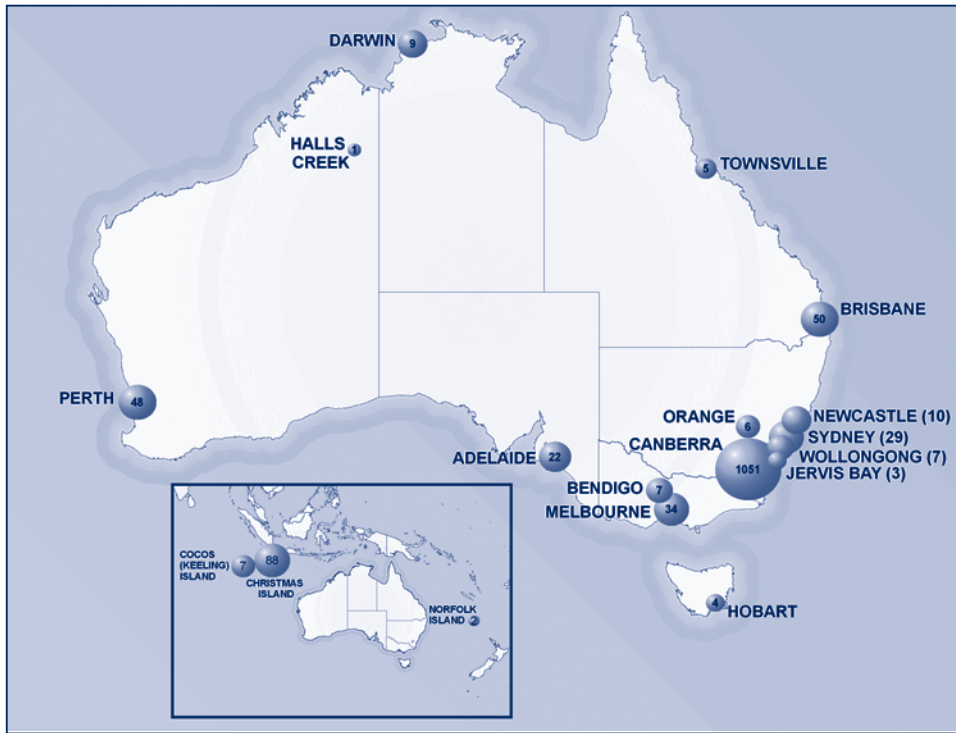 DARWIN 9
HALLS
CREEK
1
5 TOWNSVILLE
BRISBANE
50
PERTH 48
ORANGE 6
NEWCASTLE (10)
SYDNEY (29)
CANBERRA 1051
WOLLONGONG (7)
JERVIS BAY (3)
ADELAIDE 22
BENDIGO 7
MELBOURNE 34
COCOS
(KEELING)
ISLAND
7
88
CHRISTMAS
ISLAND
NORFOLK
ISLAND 2
4
HOBART